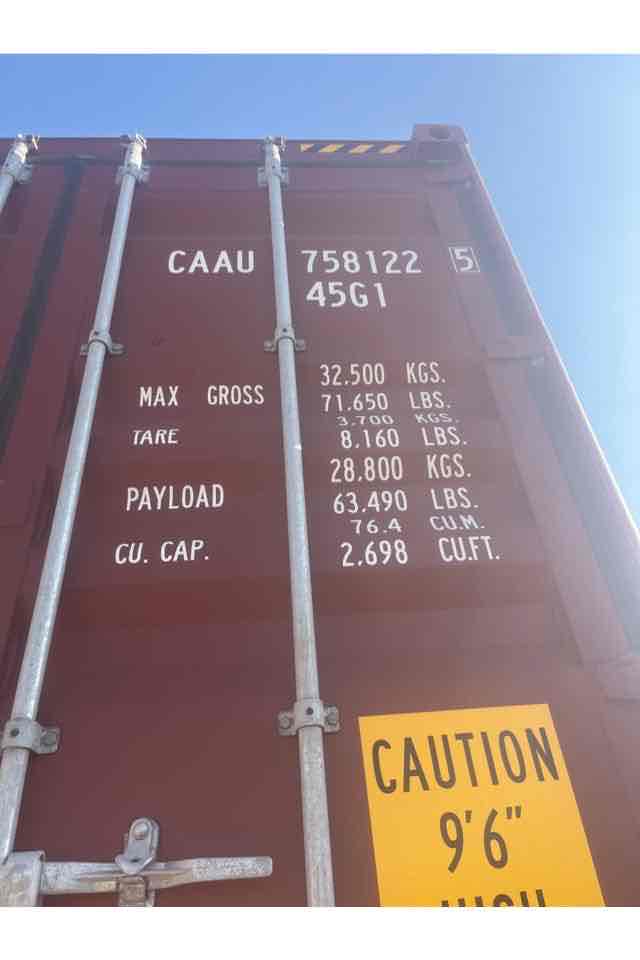 CAAU 758122 5
45G1
32.500 KGS.
MAX GROSS 71.650 LBS.
3.700 KGS.
TARE 8.160 LBS.
28.800 KGS.
PAYLOAD 63.490 LBS.
76.4 CU.M.
CU. CAP. 2,698 CU.FT.
CAUTION
9'6"
HIGH